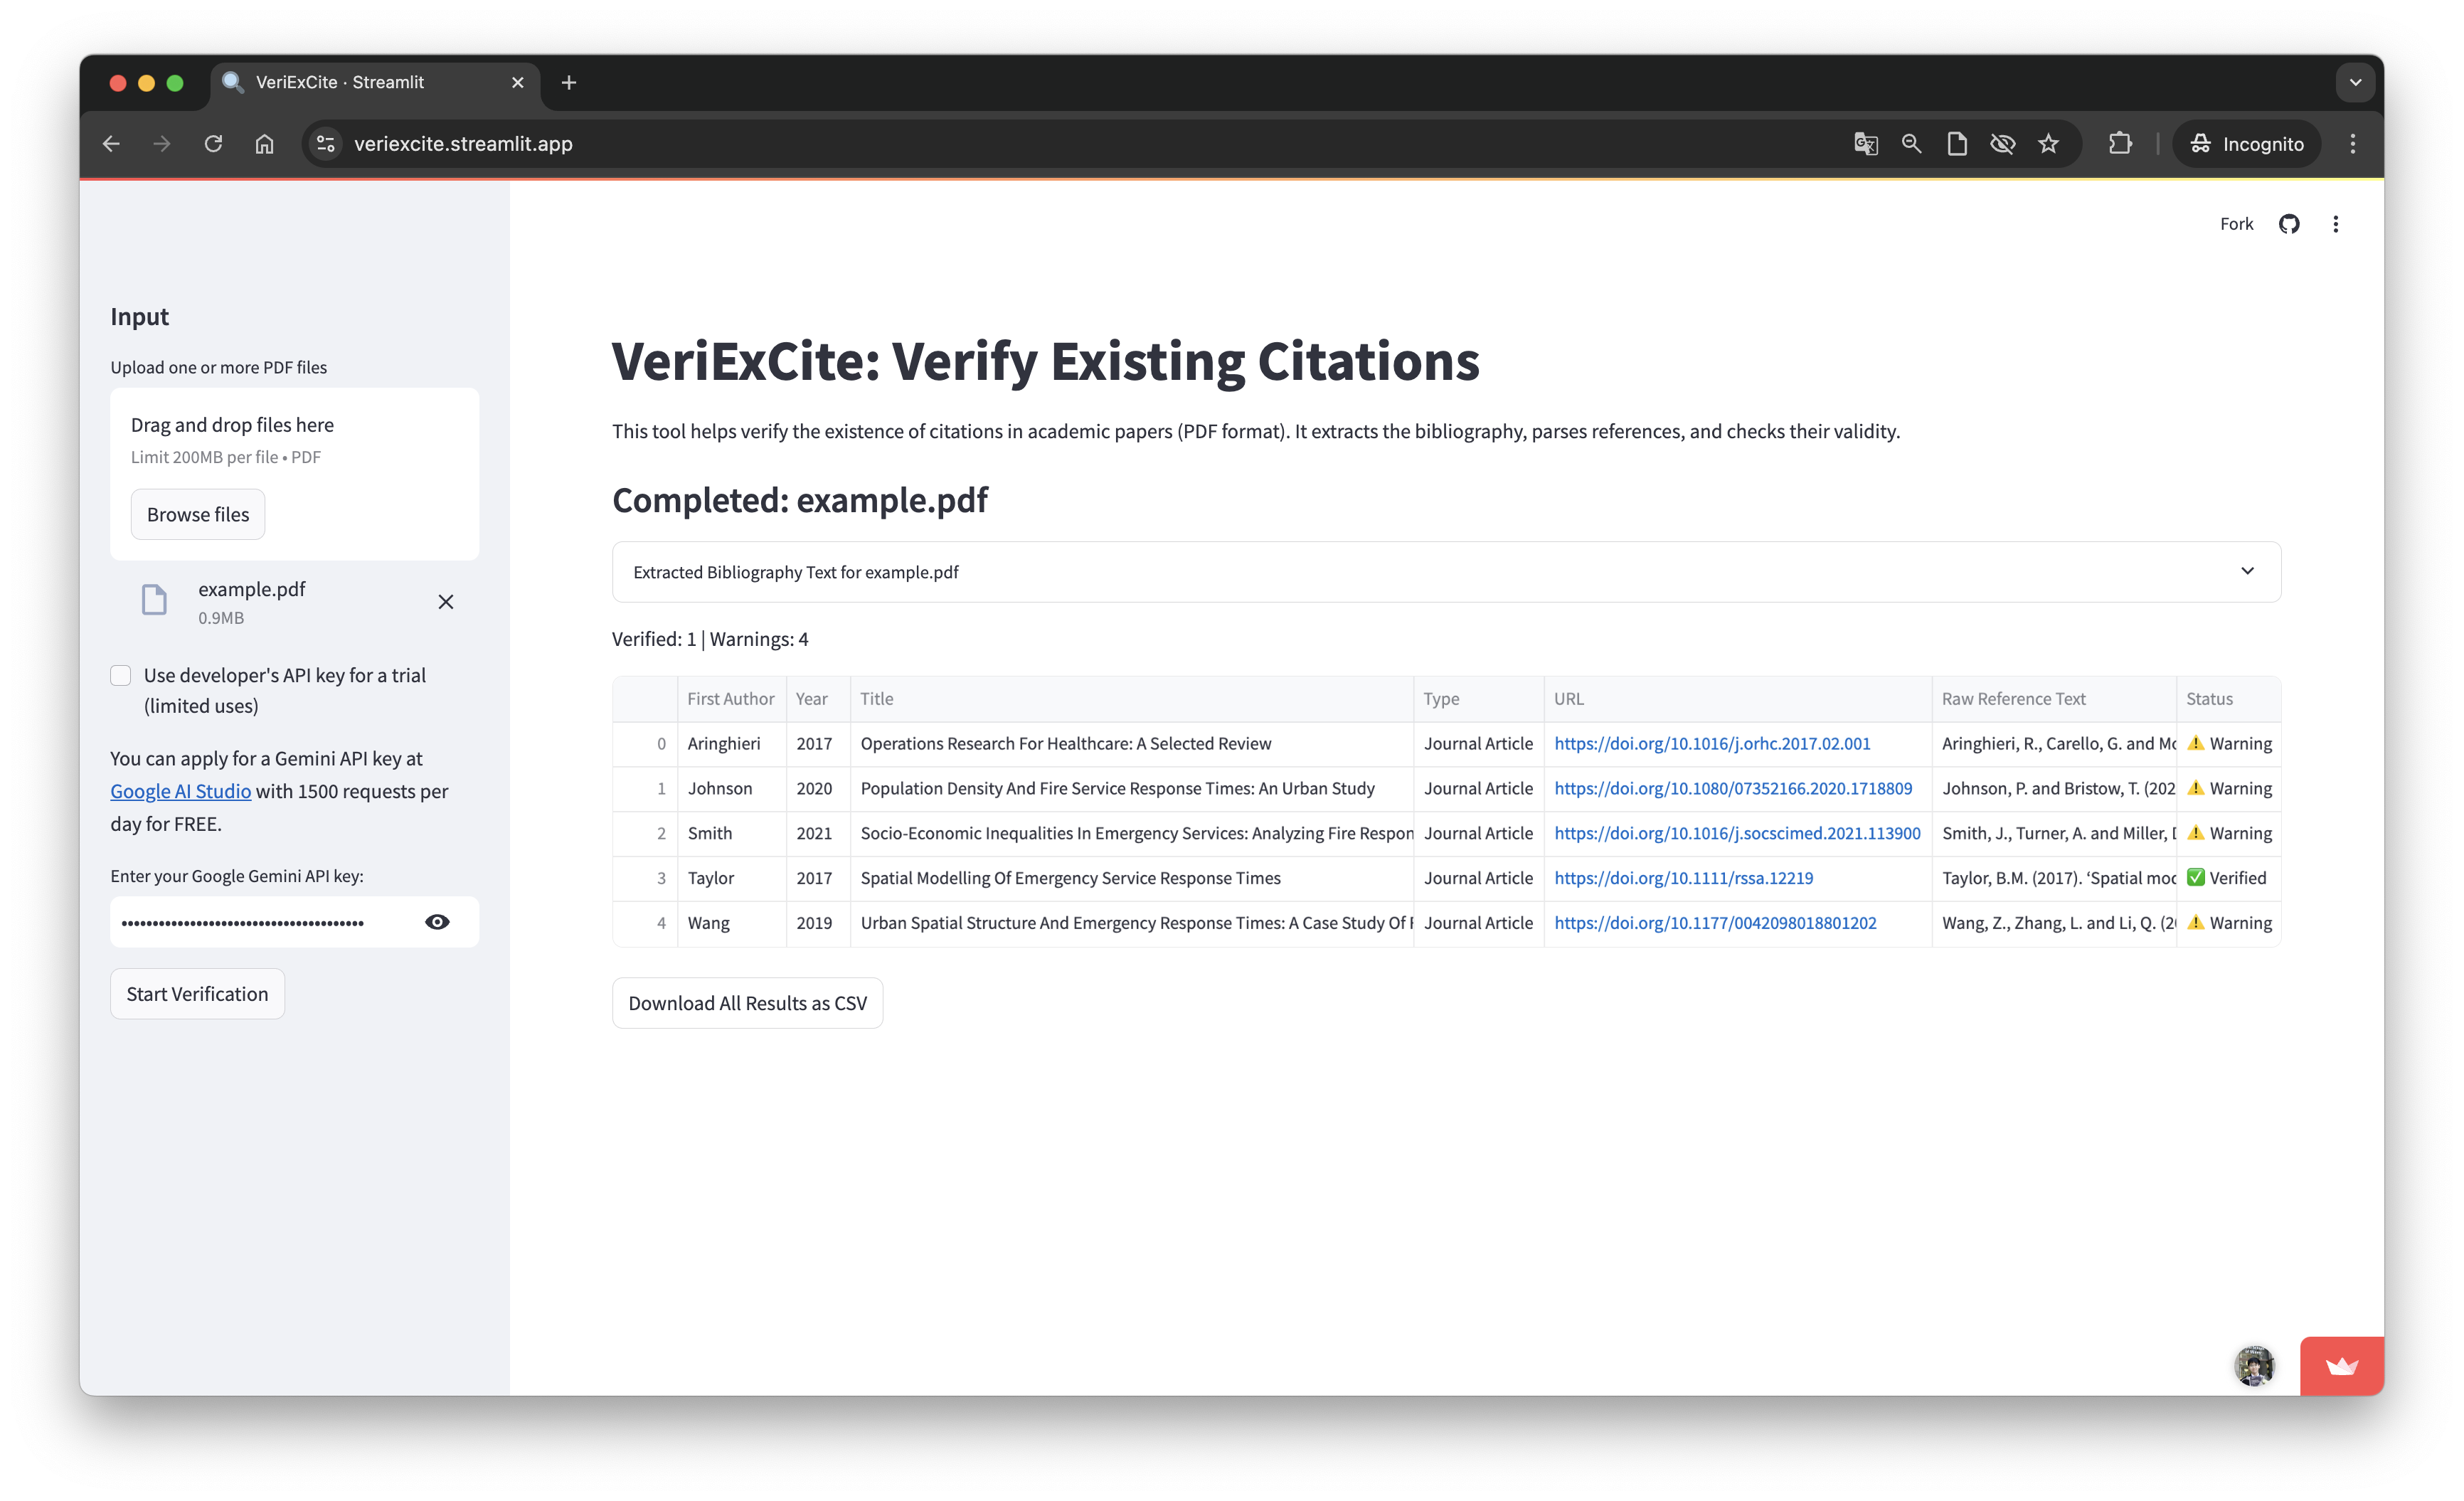 VeriExCite · Streamlit
veriexcite.streamlit.app
Incognito
Fork
Input
Upload one or more PDF files
Drag and drop files here
Limit 200MB per file • PDF
Browse files
example.pdf
0.9MB
Use developer's API key for a trial
(limited uses)
You can apply for a Gemini API key at
Google AI Studio with 1500 requests per
day for FREE.
Enter your Google Gemini API key:
Start Verification
VeriExCite: Verify Existing Citations
This tool helps verify the existence of citations in academic papers (PDF format). It extracts the bibliography, parses references, and checks their validity.
Completed: example.pdf
Extracted Bibliography Text for example.pdf
Verified: 1 | Warnings: 4
First Author Year Title Type URL Raw Reference Text Status
0 Aringhieri 2017 Operations Research For Healthcare: A Selected Review Journal Article https://doi.org/10.1016/j.orhc.2017.02.001 Aringhieri, R., Carello, G. and Mo ⚠️ Warning
1 Johnson 2020 Population Density And Fire Service Response Times: An Urban Study Journal Article https://doi.org/10.1080/07352166.2020.1718809 Johnson, P. and Bristow, T. (202 ⚠️ Warning
2 Smith 2021 Socio-Economic Inequalities In Emergency Services: Analyzing Fire Respon Journal Article https://doi.org/10.1016/j.socscimed.2021.113900 Smith, J., Turner, A. and Miller, ⚠️ Warning
3 Taylor 2017 Spatial Modelling Of Emergency Service Response Times Journal Article https://doi.org/10.1111/rssa.12219 Taylor, B.M. (2017). ‘Spatial mod ✅ Verified
4 Wang 2019 Urban Spatial Structure And Emergency Response Times: A Case Study Of Journal Article https://doi.org/10.1177/0042098018801202 Wang, Z., Zhang, L. and Li, Q. (20 ⚠️ Warning
Download All Results as CSV